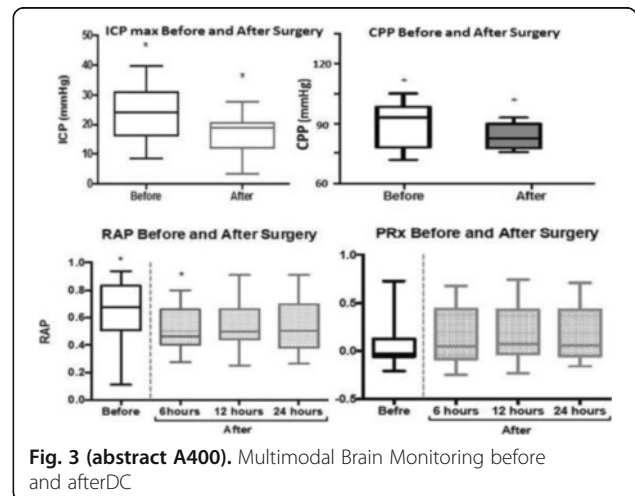 ICP max Before and After Surgery
ICP (mmHg)
50
40
30
20
10
0
Before
After
CPP Before and After Surgery
CPP (mmHg)
120
90
60
Before
After
RAP Before and After Surgery
RAP
1.0
0.8
0.6
0.4
0.2
0.0
Before
6hours
12 hours
24 hours
After
PRx Before and After Surgery
1.0
0.5
0.0
-0.5
Befre
6 hours
12 hours
24 hours
After
Fig. 3 (abstract A400). Multimodal Brain Monitoring before
and afterDC